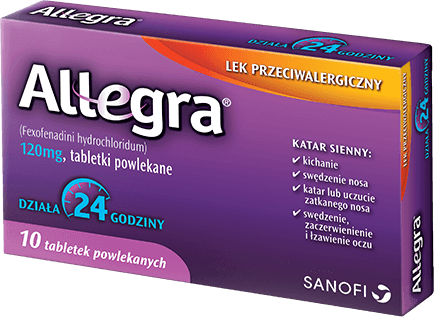 DZIAŁA 24 GODZINY
LEK PRZECIWALERGICZNY
Allegra®
(Fexofenadini hydrochloridum)
120mg, tabletki powlekane
DZIAŁA 24 GODZINY
10 tabletek powlekanych
KATAR SIENNY:
✓ kichanie
✓ swędzenie nosa
✓ katar lub uczucie
zatkanego nosa
✓ swędzenie,
zaczerwienienie
i łzawienie oczu
SANOFI